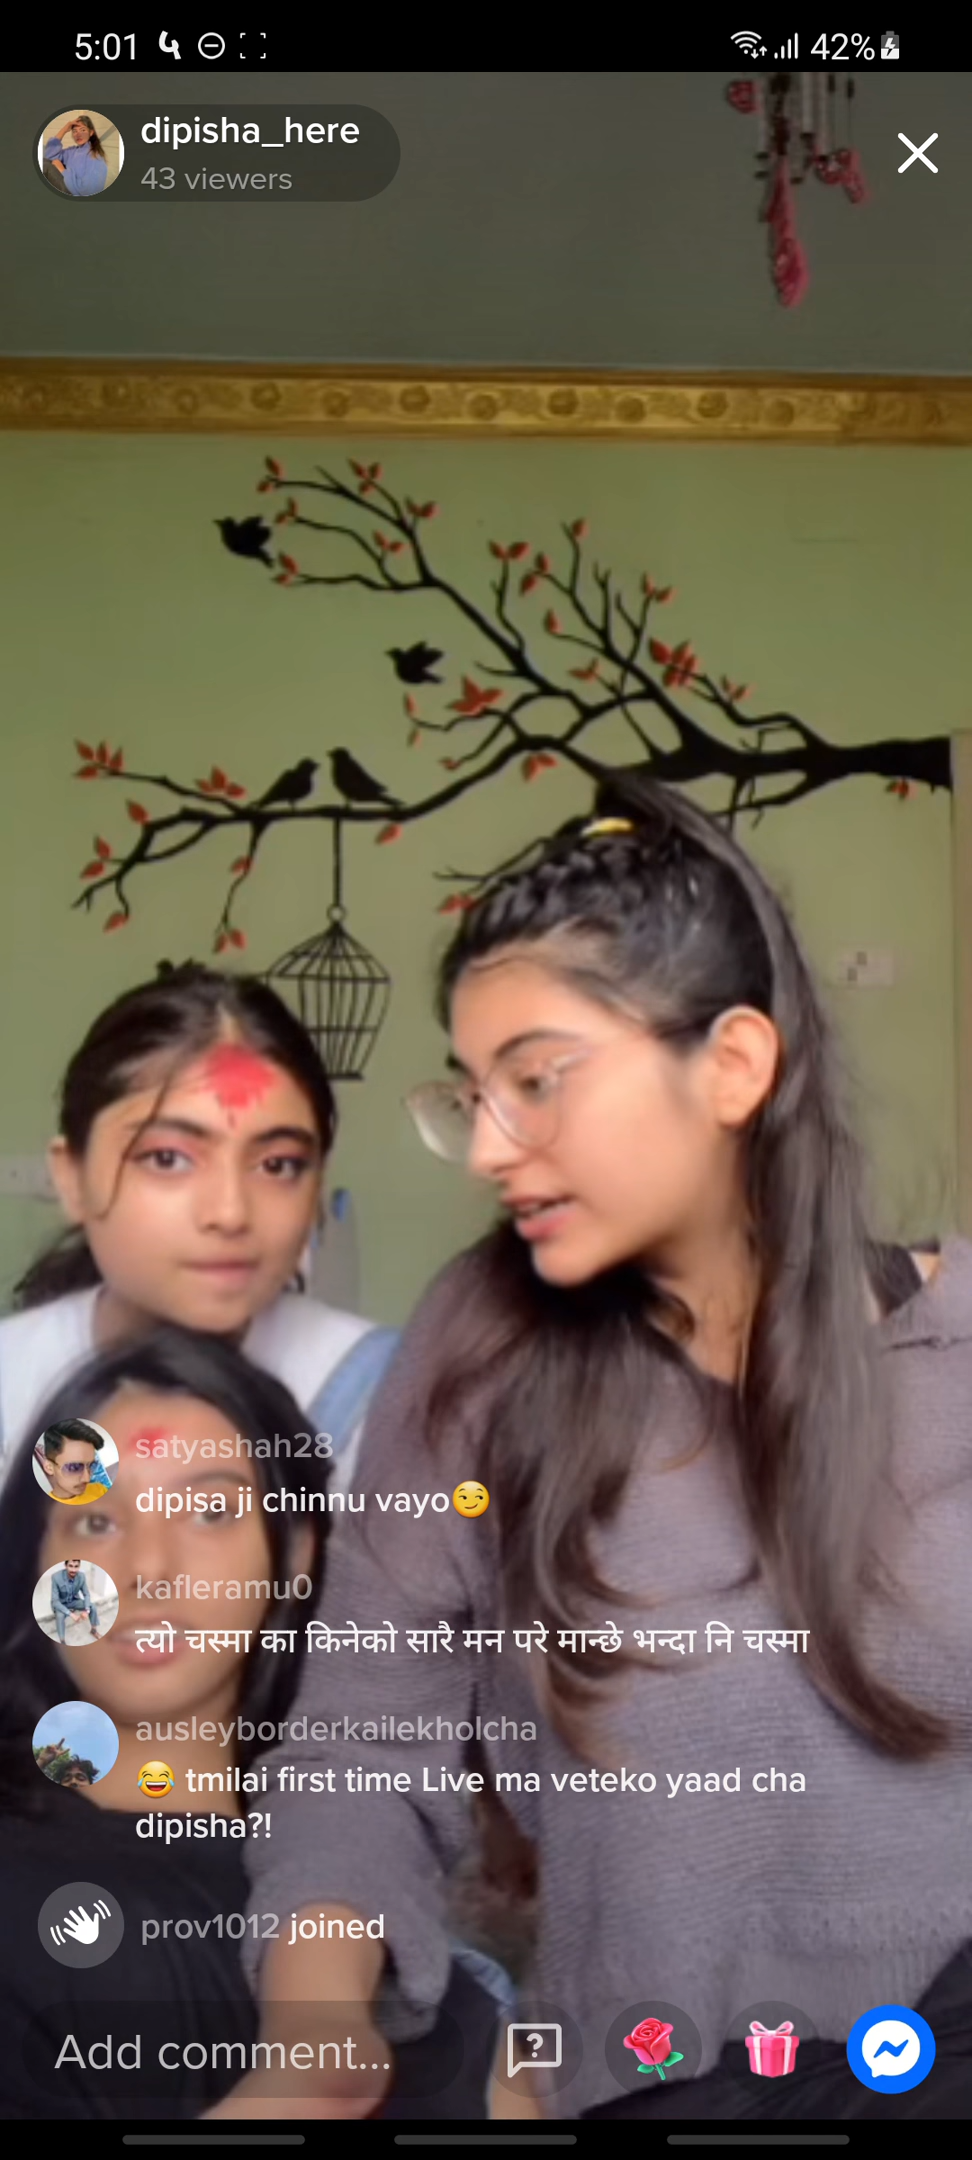 5:01
42%
dipisha_here
43 viewers
satyashah28
dipisa ji chinnu vayo😏
kafleramu0
त्यो चस्मा का किनेको सारै मन परे मान्छे भन्दा नि चस्मा
ausleyborderkailekholcha
😂 tmilai first time Live ma veteko yaad cha
dipisha?!
prov1012 joined
Add comment...